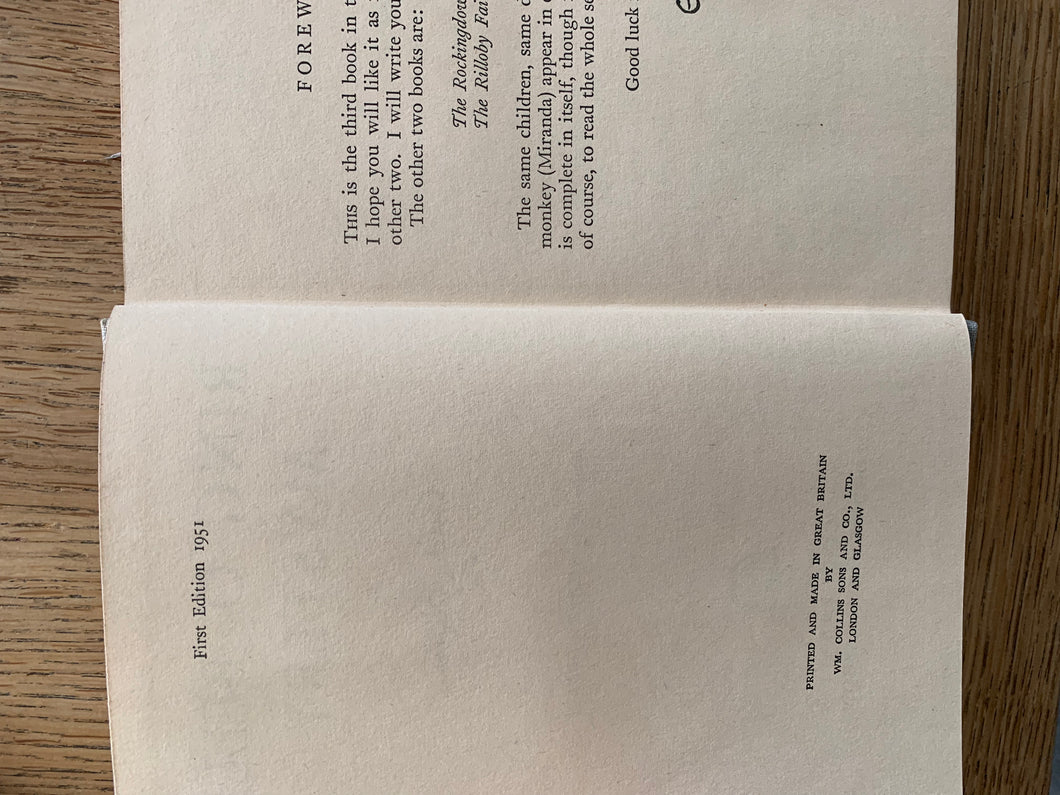 First Edition 1951
PRINTED AND MADE IN GREAT BRITAIN
BY
WM. COLLINS SONS AND CO., LTD.
LONDON AND GLASGOW
FOREW
THIS is the third book in t
I hope you will like it as
other two. I will write you
The other two books are:
The Rockingdow
The Rilloby Fai
The same children, same
monkey (Miranda) appear in
is complete in itself, though
of course, to read the whole se
Good luck